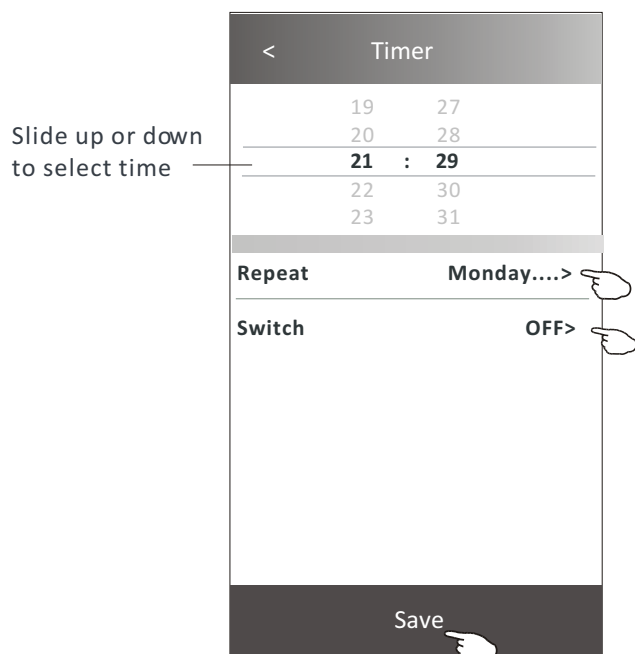 < Timer
19 27
20 28
Slide up or down
to select time
21 : 29
22 30
23 31
Repeat Monday....>
Switch OFF>
Save